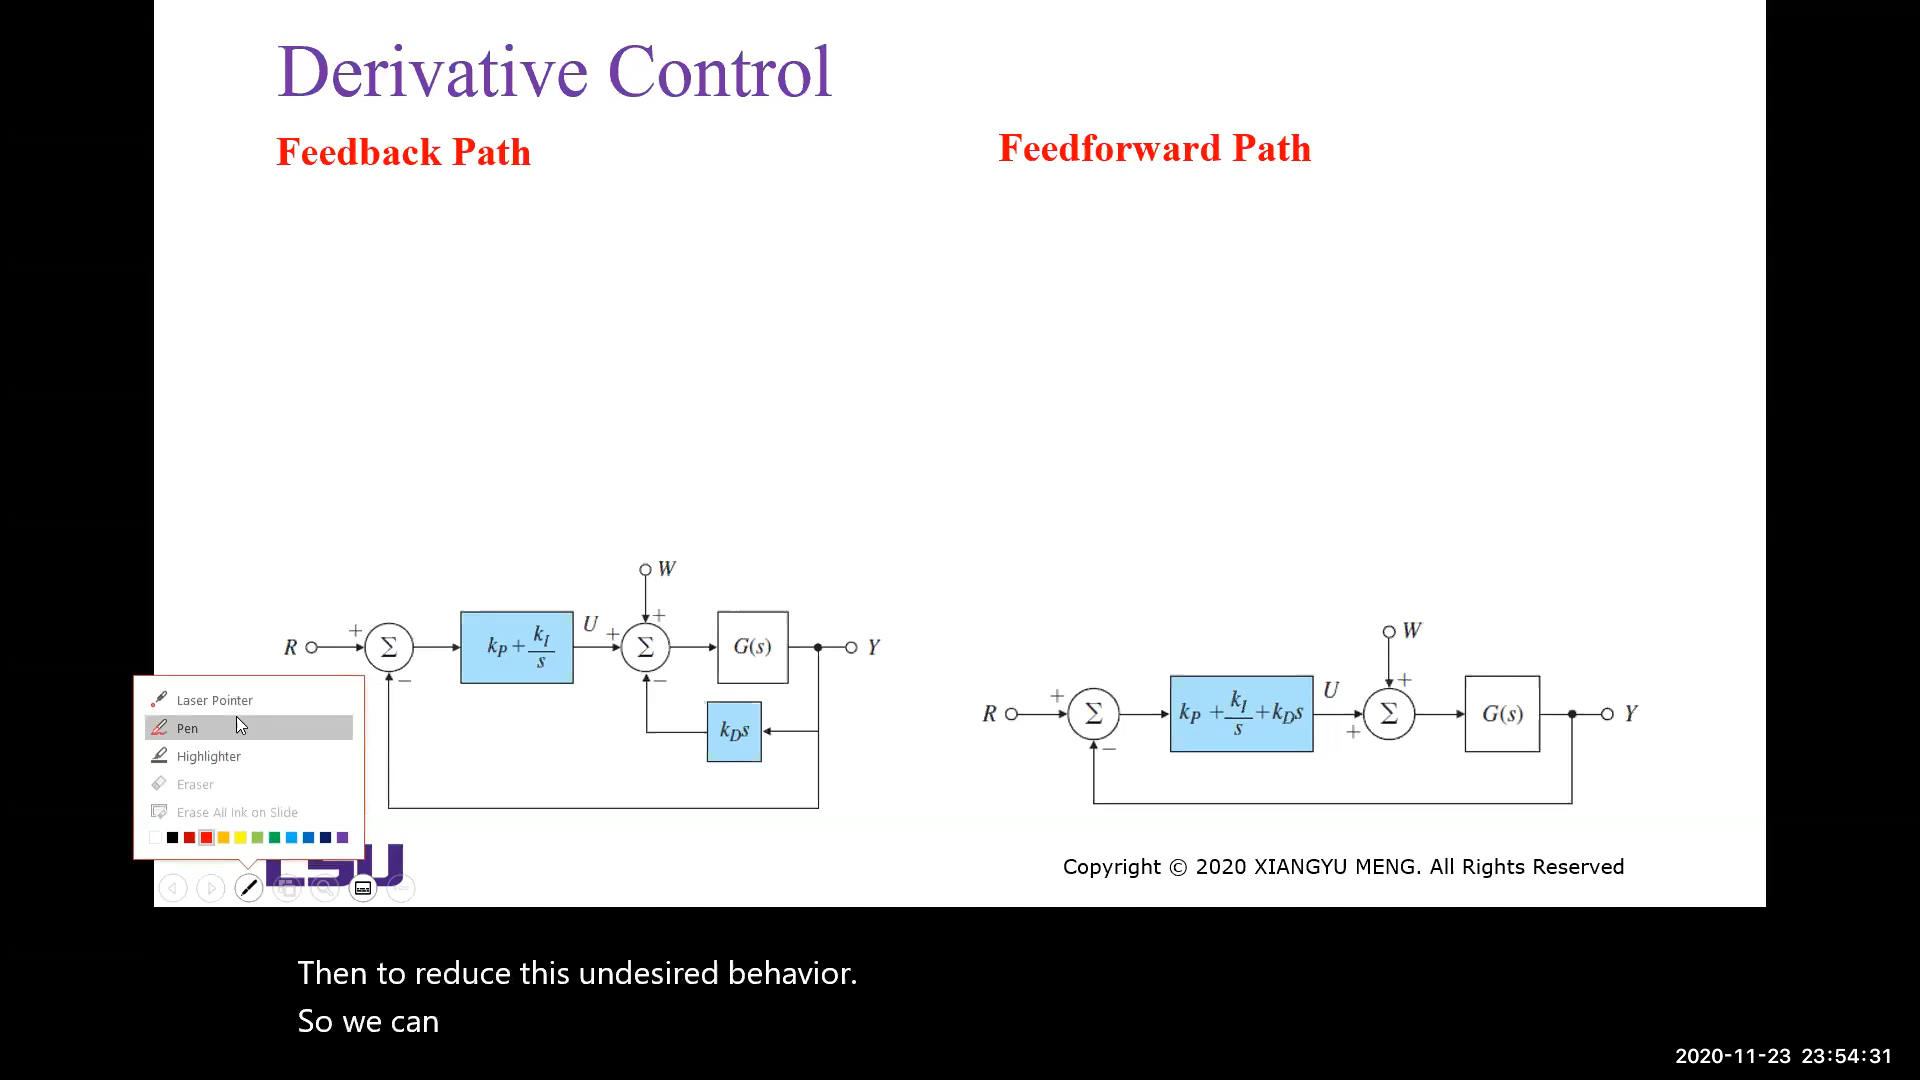 Derivative Control
Feedback Path
Feedforward Path
W
R + Σ − kP + kI/s U + Σ + − G(s) Y
kDs
W
R + Σ − kP + kI/s + kDs U + Σ + G(s) Y
Laser Pointer
Pen
Highlighter
Eraser
Erase All Ink on Slide
LSU
Copyright © 2020 XIANGYU MENG. All Rights Reserved
Then to reduce this undesired behavior.
So we can
2020-11-23 23:54:31